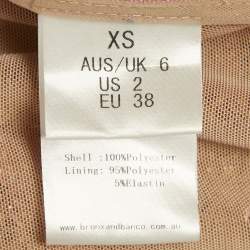 XS
AUS/UK 6
US 2
EU 38
Shell :100%Polyester
Lining: 95%Polyester
5%Elastin
www.bronxandbanco.com.au